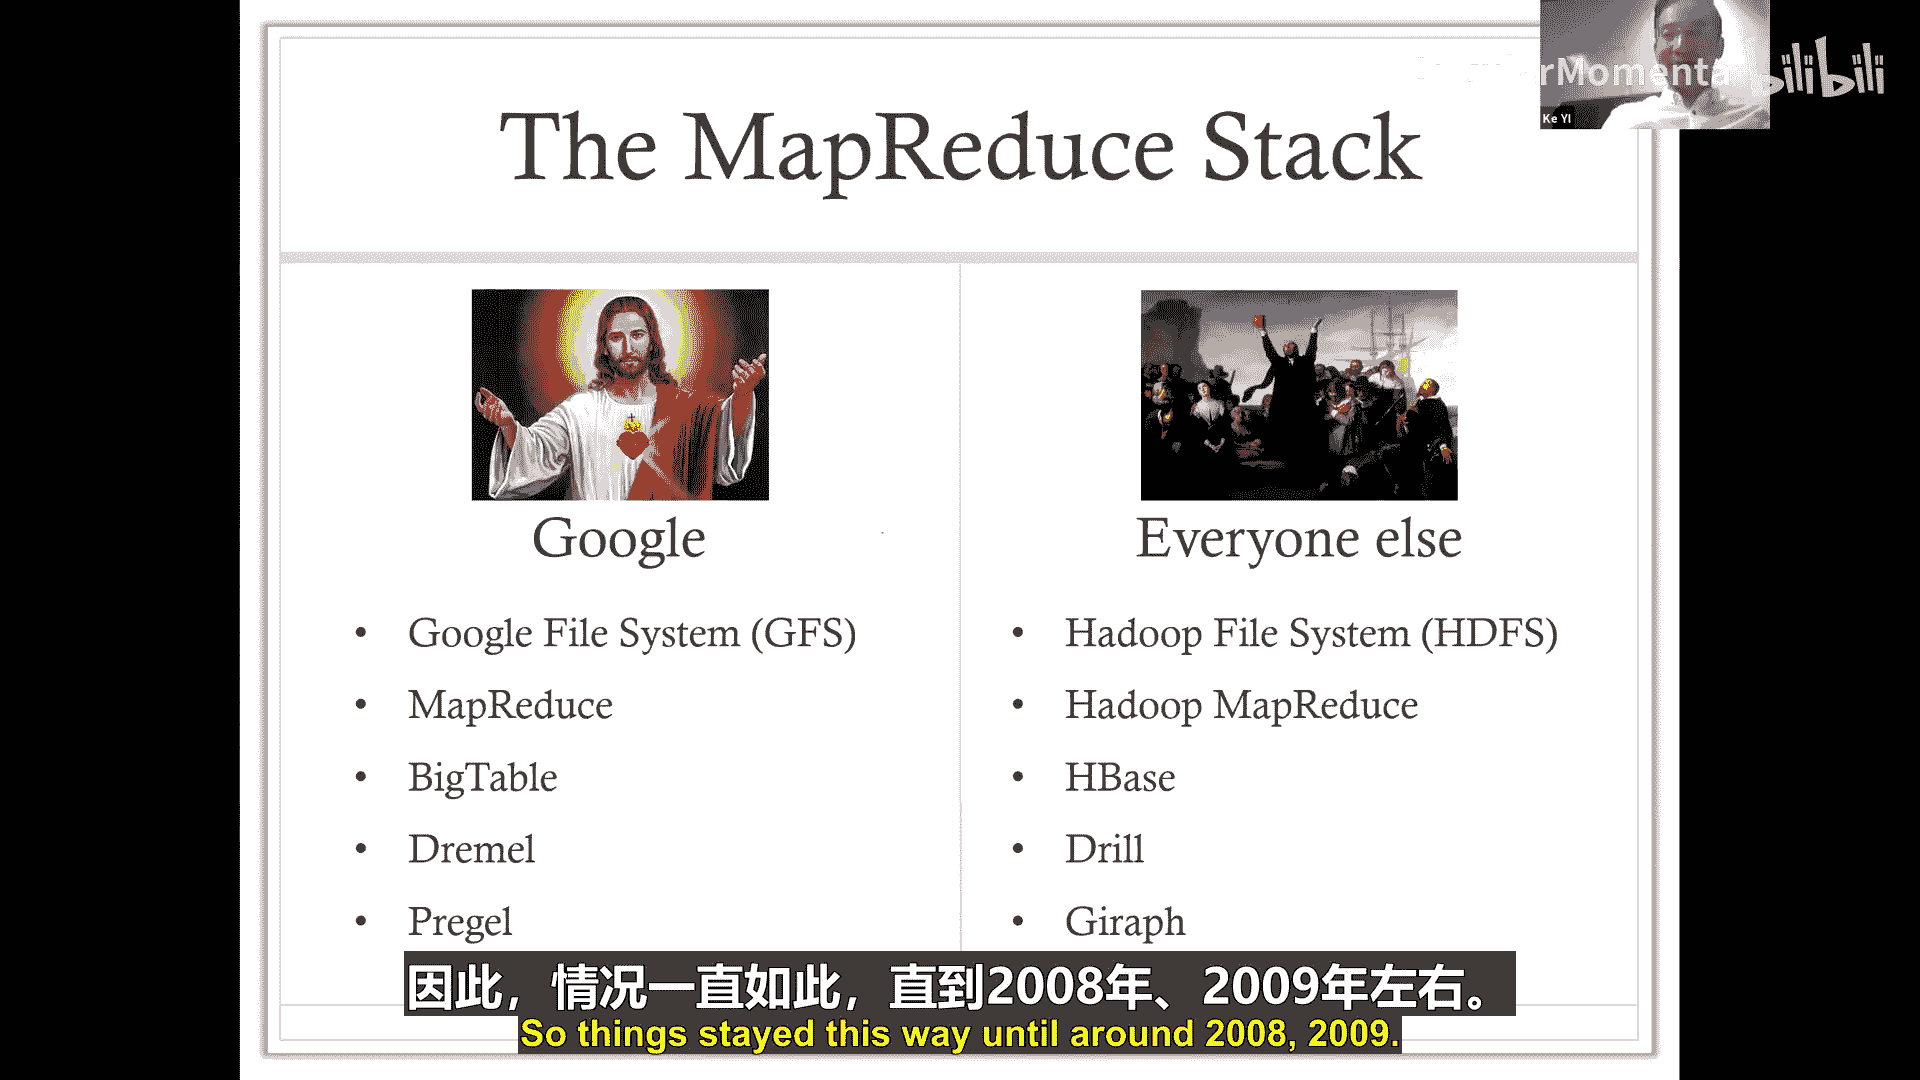 The MapReduce Stack
rMomenta
bilibili
Ke YI
Google
• Google File System (GFS)
• MapReduce
• BigTable
• Dremel
• Pregel
Everyone else
• Hadoop File System (HDFS)
• Hadoop MapReduce
• HBase
• Drill
• Giraph
因此，情况一直如此，直到2008年、2009年左右。
So things stayed this way until around 2008, 2009.